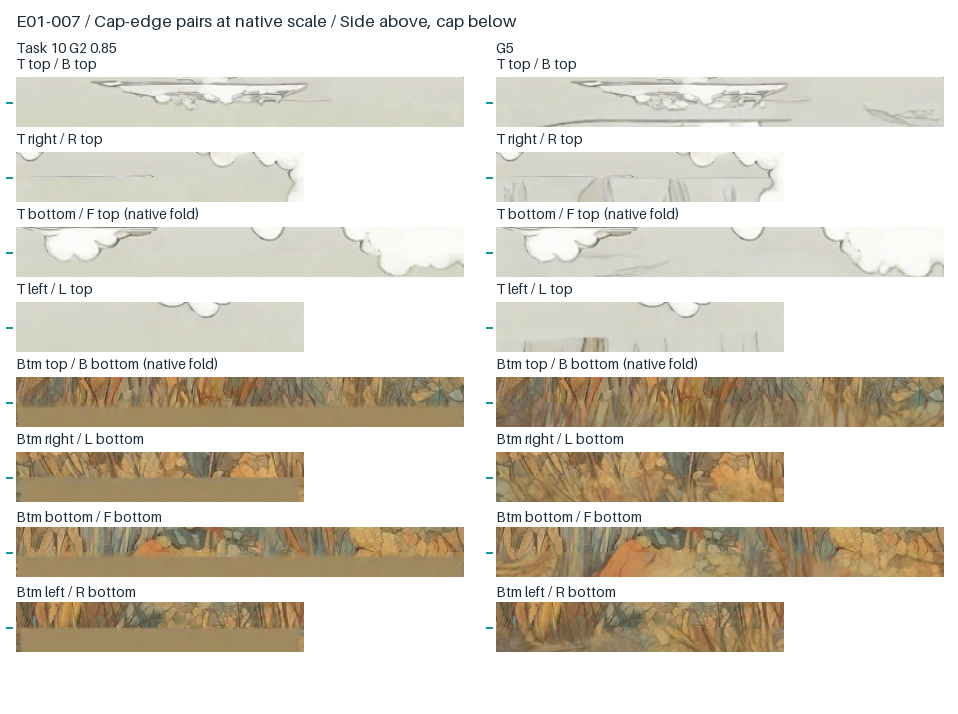 E01-007 / Cap-edge pairs at native scale / Side above, cap below
Task 10 G2 0.85
T top / B top
T right / R top
T bottom / F top (native fold)
T left / L top
Btm top / B bottom (native fold)
Btm right / L bottom
Btm bottom / F bottom
Btm left / R bottom
G5
T top / B top
T right / R top
T bottom / F top (native fold)
T left / L top
Btm top / B bottom (native fold)
Btm right / L bottom
Btm bottom / F bottom
Btm left / R bottom